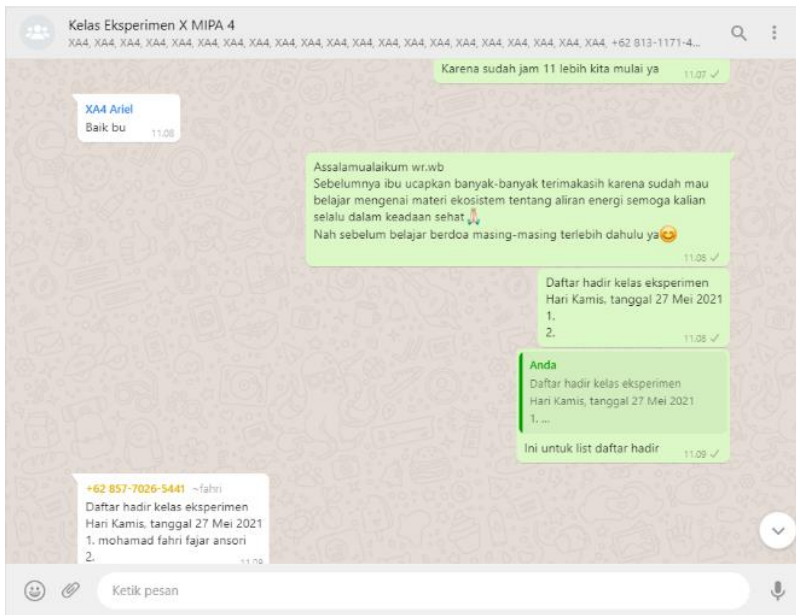 Kelas Eksperimen X MIPA 4
XA4, XA4, XA4, XA4, XA4, XA4, XA4, XA4, XA4, XA4, XA4, XA4, XA4, XA4, XA4, XA4, XA4, XA4, XA4, XA4, XA4, +62 813-1171-4...
Karena sudah jam 11 lebih kita mulai ya
11.07
XA4 Ariel
Baik bu
11.08
Assalamualaikum wr.wb
Sebelumnya ibu ucapkan banyak-banyak terimakasih karena sudah mau
belajar mengenai materi ekosistem tentang aliran energi semoga kalian
selalu dalam keadaan sehat🙏🏻
Nah sebelum belajar berdoa masing-masing terlebih dahulu ya😊
11.08
Daftar hadir kelas eksperimen
Hari Kamis, tanggal 27 Mei 2021
1.
2.
11.08
Anda
Daftar hadir kelas eksperimen
Hari Kamis, tanggal 27 Mei 2021
1. ...
Ini untuk list daftar hadir
11.09
+62 857-7026-5441 ~fahri
Daftar hadir kelas eksperimen
Hari Kamis, tanggal 27 Mei 2021
1. mohamad fahri fajar ansori
2.
11.09
Ketik pesan